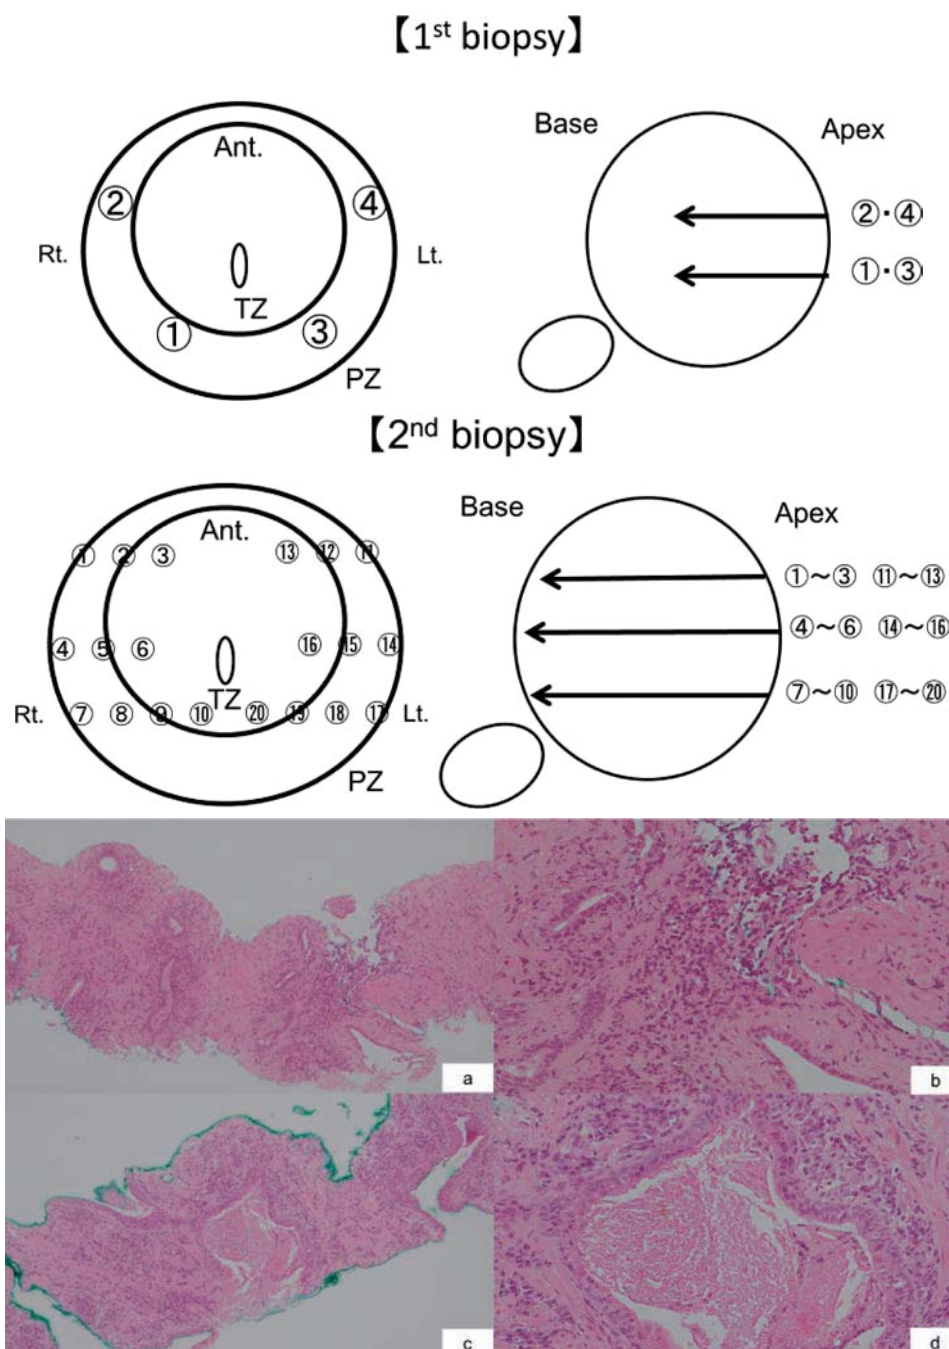 【1st biopsy】
Base
Apex
Ant.
② ④
②・④
Rt. Lt.
①・③
TZ
① ③
PZ
【2nd biopsy】
Base
Apex
Ant.
① ② ③ ⑬ ⑫ ⑪
①～③ ⑪～⑬
④～⑥ ⑭～⑯
④ ⑤ ⑥ ⑯ ⑮ ⑭
TZ
⑦～⑩ ⑰～⑳
Rt. ⑦ ⑧ ⑨ ⑩ ⑳ ⑲ ⑱ ⑰ Lt.
PZ
a b
c d